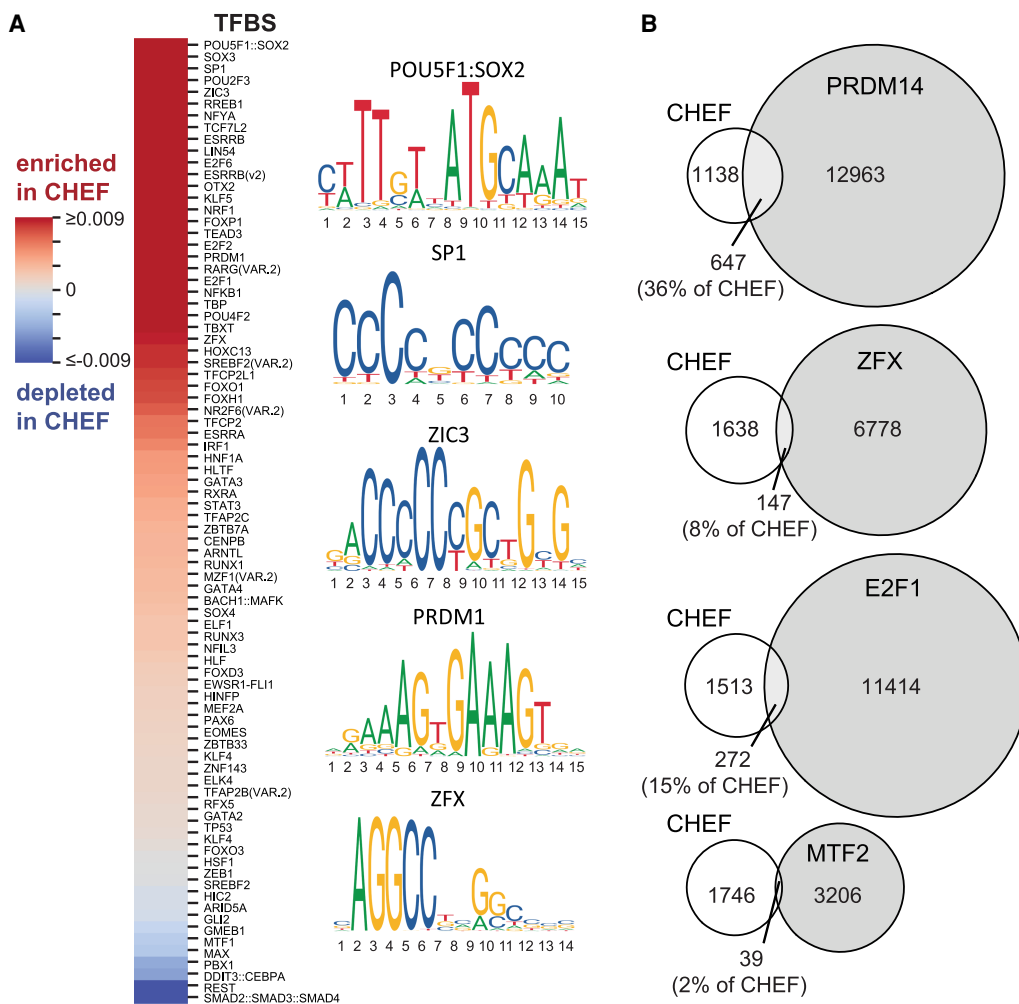 A
TFBS
enriched
in CHEF
≥0.009
0
≤-0.009
depleted
in CHEF
POU5F1::SOX2
SOX3
SP1
POU2F3
ZIC3
RREB1
NFYA
TCF7L2
ESRRB
LIN54
E2F6
ESRRB(v2)
OTX2
KLF5
NRF1
FOXP1
TEAD3
E2F2
PRDM1
RARG(VAR.2)
E2F1
NFKB1
TBP
POU4F2
TBXT
ZFX
HOXC13
SREBF2(VAR.2)
TFCP2L1
FOXO1
FOXH1
NR2F6(VAR.2)
TFCP2
ESRRA
IRF1
HNF1A
HLTF
GATA3
RXRA
STAT3
TFAP2C
ZBTB7A
CENPB
ARNTL
RUNX1
MZF1(VAR.2)
GATA4
BACH1::MAFK
SOX4
ELF1
RUNX3
NFIL3
HLF
FOXD3
EWSR1-FLI1
HINFP
MEF2A
PAX6
EOMES
ZBTB33
KLF4
ZNF143
ELK4
TFAP2B(VAR.2)
RFX5
GATA2
TP53
KLF4
FOXO3
HSF1
ZEB1
SREBF2
HIC2
ARID5A
GLI2
GMEB1
MTF1
MAX
PBX1
DDIT3::CEBPA
REST
SMAD2::SMAD3::SMAD4
POU5F1:SOX2
1 2 3 4 5 6 7 8 9 10 11 12 13 14 15
SP1
1 2 3 4 5 6 7 8 9 10
ZIC3
1 2 3 4 5 6 7 8 9 10 11 12 13 14 15
PRDM1
1 2 3 4 5 6 7 8 9 10 11 12 13 14 15
ZFX
1 2 3 4 5 6 7 8 9 10 11 12 13 14
B
PRDM14
CHEF
1138
12963
647
(36% of CHEF)
ZFX
CHEF
1638
6778
147
(8% of CHEF)
E2F1
CHEF
1513
11414
272
(15% of CHEF)
CHEF
MTF2
1746
3206
39
(2% of CHEF)